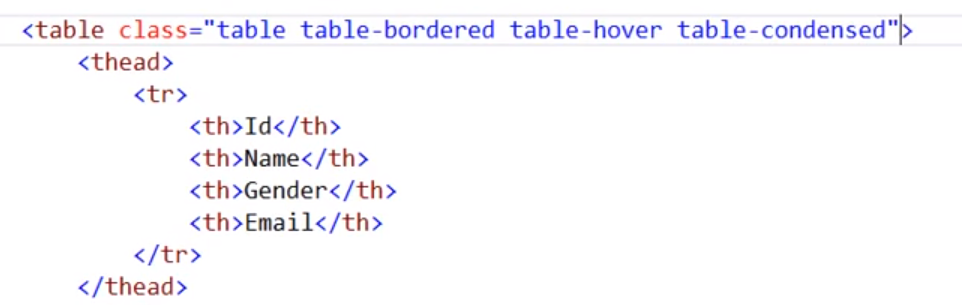 <table class="table table-bordered table-hover table-condensed">
<thead>
<tr>
<th>Id</th>
<th>Name</th>
<th>Gender</th>
<th>Email</th>
</tr>
</thead>